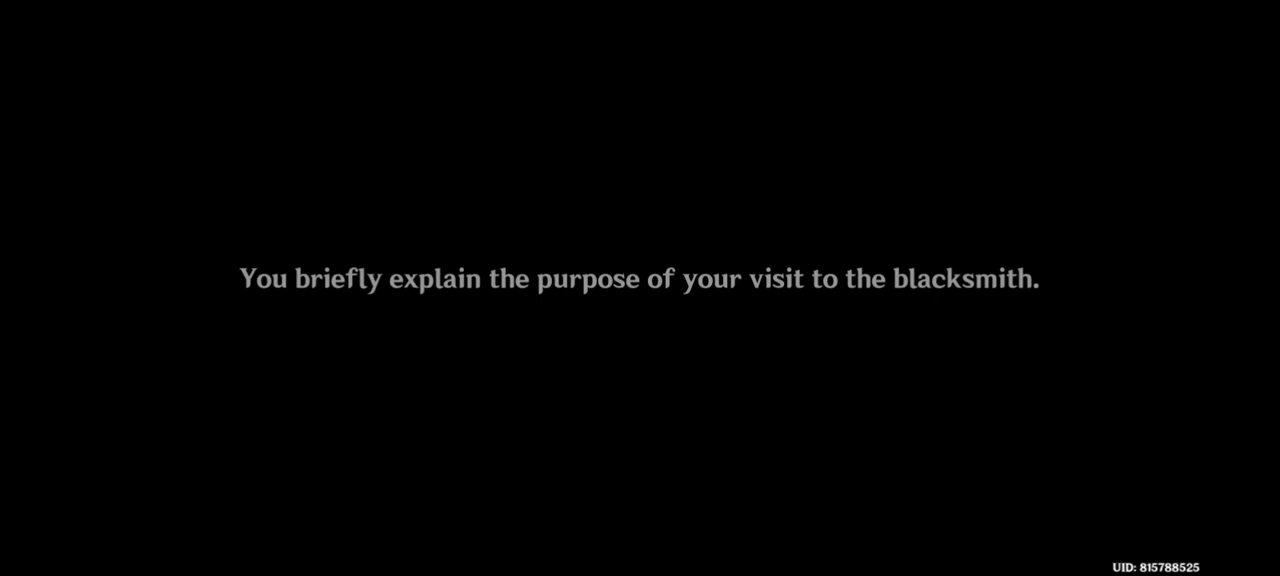 You briefly explain the purpose of your visit to the blacksmith.
UID: 815788525